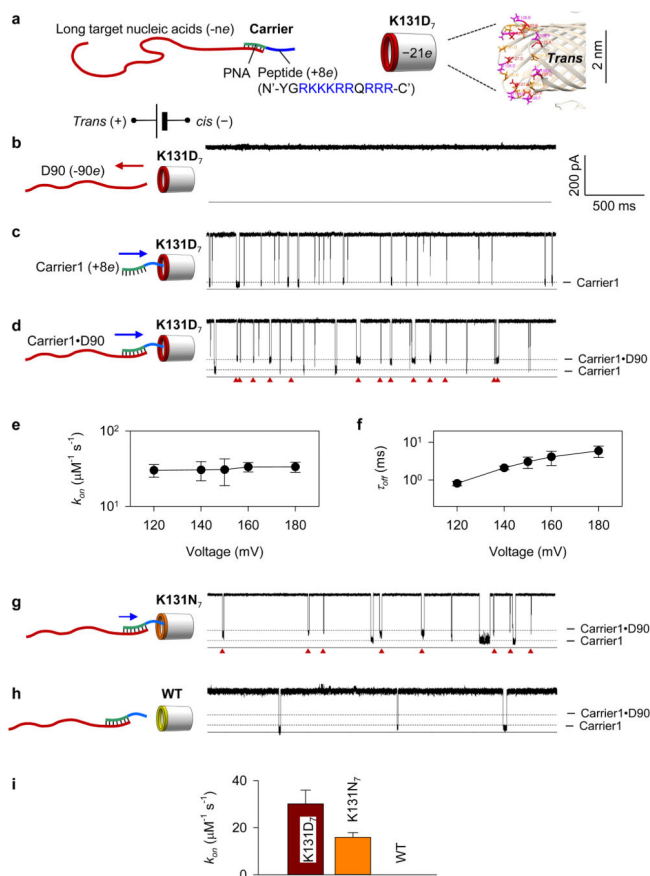 a
Long target nucleic acids (-ne)
Carrier
PNA
Peptide (+8e)
(N'-YGRKKKRRQRRR-C')
K131D7
−21e
Trans
2 nm
Trans (+)
cis (−)
b
D90 (-90e)
K131D7
200 pA
500 ms
c
Carrier1 (+8e)
K131D7
Carrier1
d
Carrier1•D90
K131D7
Carrier1•D90
Carrier1
e
kon (μM-1 s-1)
10²
10¹
120 140 160 180
Voltage (mV)
f
τoff (ms)
10¹
10⁰
120 140 160 180
Voltage (mV)
g
K131N7
Carrier1•D90
Carrier1
h
WT
Carrier1•D90
Carrier1
i
kon (μM-1 s-1)
40
20
0
K131D7
K131N7
WT